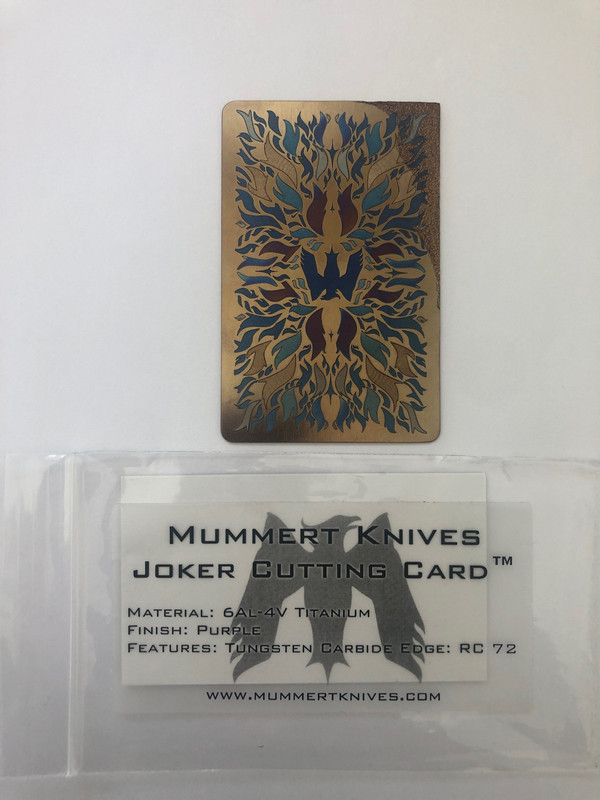 Mummert Knives
Joker Cutting Card™
Material: 6Al-4V Titanium
Finish: Purple
Features: Tungsten Carbide Edge: RC 72
www.mummertknives.com